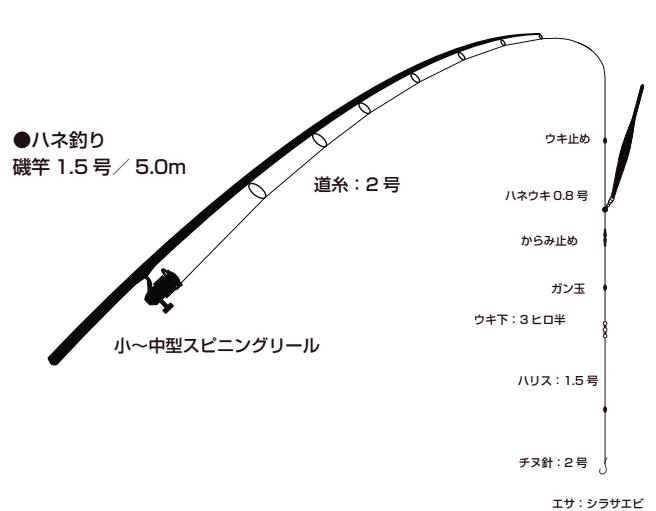 ●ハネ釣り
磯竿 1.5 号／ 5.0m
道糸：2 号
小～中型スピニングリール
ウキ止め
ハネウキ 0.8 号
からみ止め
ガン玉
ウキ下：3 ヒロ半
ハリス：1.5 号
チヌ針：2 号
エサ：シラサエビ